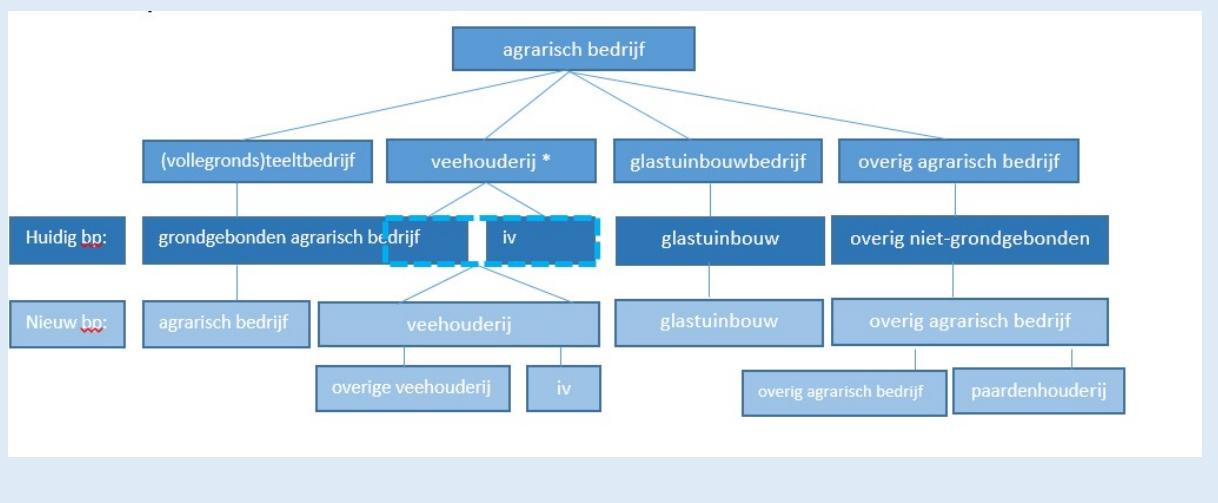 agrarisch bedrijf
(vollegronds)teeltbedrijf
veehouderij *
glastuinbouwbedrijf
overig agrarisch bedrijf
Huidig bp:
grondgebonden agrarisch bedrijf
iv
glastuinbouw
overig niet-grondgebonden
Nieuw bp:
agrarisch bedrijf
veehouderij
glastuinbouw
overig agrarisch bedrijf
overige veehouderij
iv
overig agrarisch bedrijf
paardenhouderij